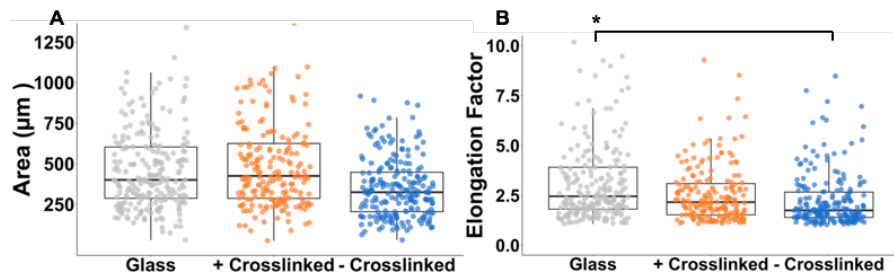 A
Area (µm)
1250
1000
750
500
250
Glass
+ Crosslinked
- Crosslinked
B
*
Elongation Factor
10.0
7.5
5.0
2.5
0.0
Glass
+ Crosslinked
- Crosslinked